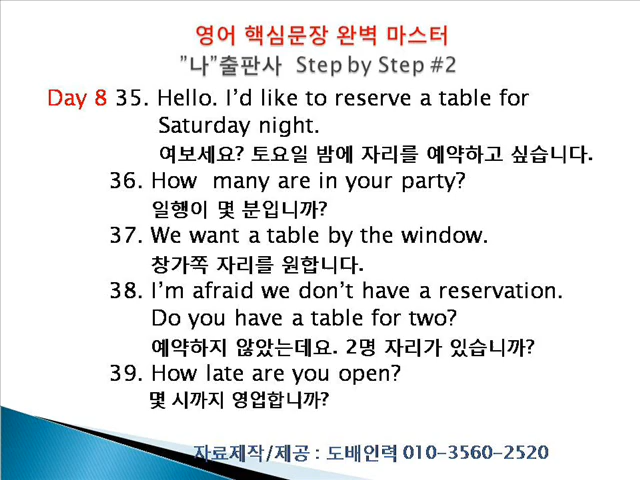 영어 핵심문장 완벽 마스터
"나"출판사 Step by Step #2
Day 8 35. Hello. I'd like to reserve a table for
Saturday night.
여보세요? 토요일 밤에 자리를 예약하고 싶습니다.
36. How many are in your party?
일행이 몇 분입니까?
37. We want a table by the window.
창가쪽 자리를 원합니다.
38. I'm afraid we don't have a reservation.
Do you have a table for two?
예약하지 않았는데요. 2명 자리가 있습니까?
39. How late are you open?
몇 시까지 영업합니까?
자료제작/제공 : 도배인력 010-3560-2520